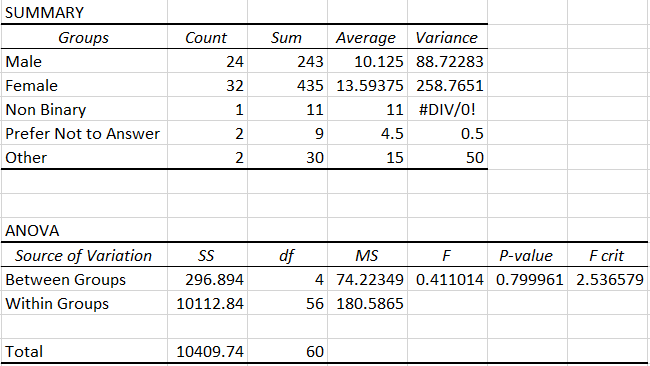 SUMMARY
Groups Count Sum Average Variance
Male 24 243 10.125 88.72283
Female 32 435 13.59375 258.7651
Non Binary 1 11 11 #DIV/0!
Prefer Not to Answer 2 9 4.5 0.5
Other 2 30 15 50
ANOVA
Source of Variation SS df MS F P-value F crit
Between Groups 296.894 4 74.22349 0.411014 0.799961 2.536579
Within Groups 10112.84 56 180.5865
Total 10409.74 60